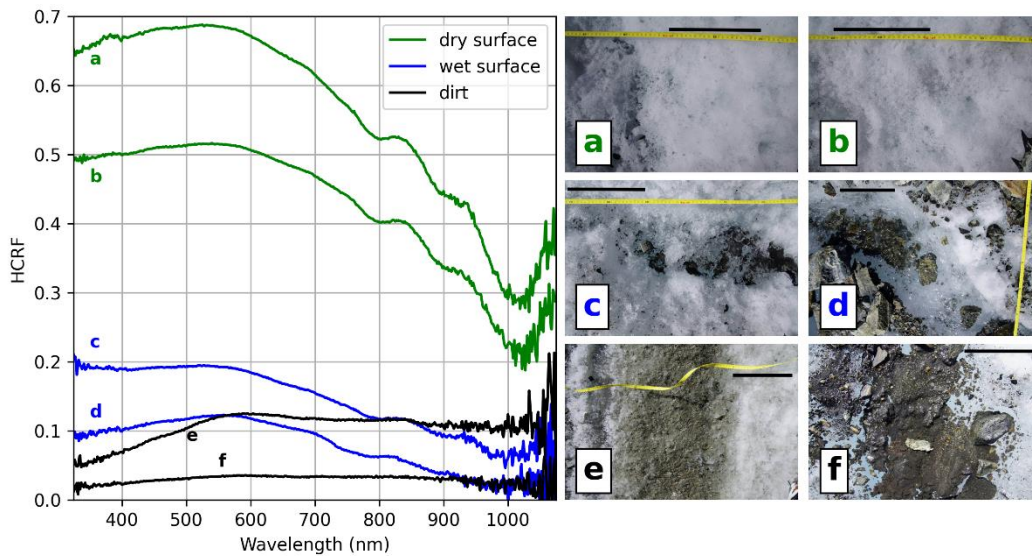 0.7
0.6
0.5
0.4
0.3
0.2
0.1
0.0
HCRF
400 500 600 700 800 900 1000
Wavelength (nm)
a
b
c
d
e
f
dry surface
wet surface
dirt
a
b
c
d
e
f